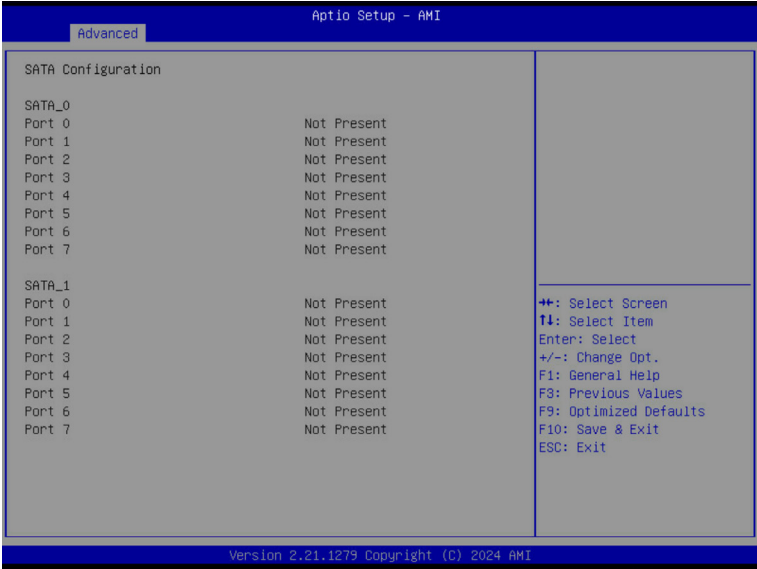 Aptio Setup – AMI
Advanced
SATA Configuration
SATA_0
Port 0 Not Present
Port 1 Not Present
Port 2 Not Present
Port 3 Not Present
Port 4 Not Present
Port 5 Not Present
Port 6 Not Present
Port 7 Not Present
SATA_1
Port 0 Not Present
Port 1 Not Present
Port 2 Not Present
Port 3 Not Present
Port 4 Not Present
Port 5 Not Present
Port 6 Not Present
Port 7 Not Present
→←: Select Screen
↑↓: Select Item
Enter: Select
+/-: Change Opt.
F1: General Help
F3: Previous Values
F9: Optimized Defaults
F10: Save & Exit
ESC: Exit
Version 2.21.1279 Copyright (C) 2024 AMI